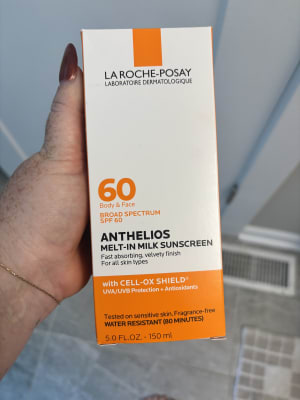 LA ROCHE-POSAY
LABORATOIRE DERMATOLOGIQUE
60
Body & Face
BROAD SPECTRUM
SPF 60
ANTHELIOS
MELT-IN MILK SUNSCREEN
Fast absorbing, velvety finish
For all skin types
with CELL-OX SHIELD®
UVA/UVB Protection + Antioxidants
Tested on sensitive skin, Fragrance-free
WATER RESISTANT (80 MINUTES)
5.0 FL.OZ. - 150 ml